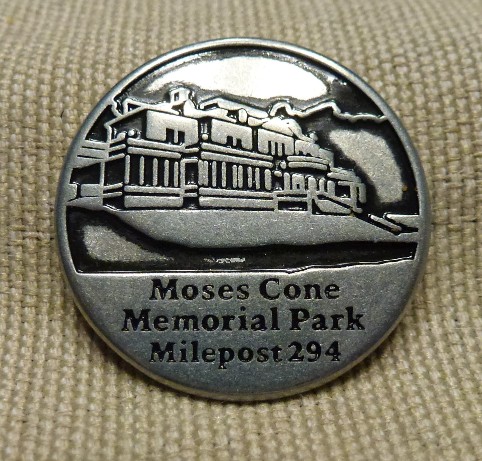 Moses Cone
Memorial Park
Milepost 294